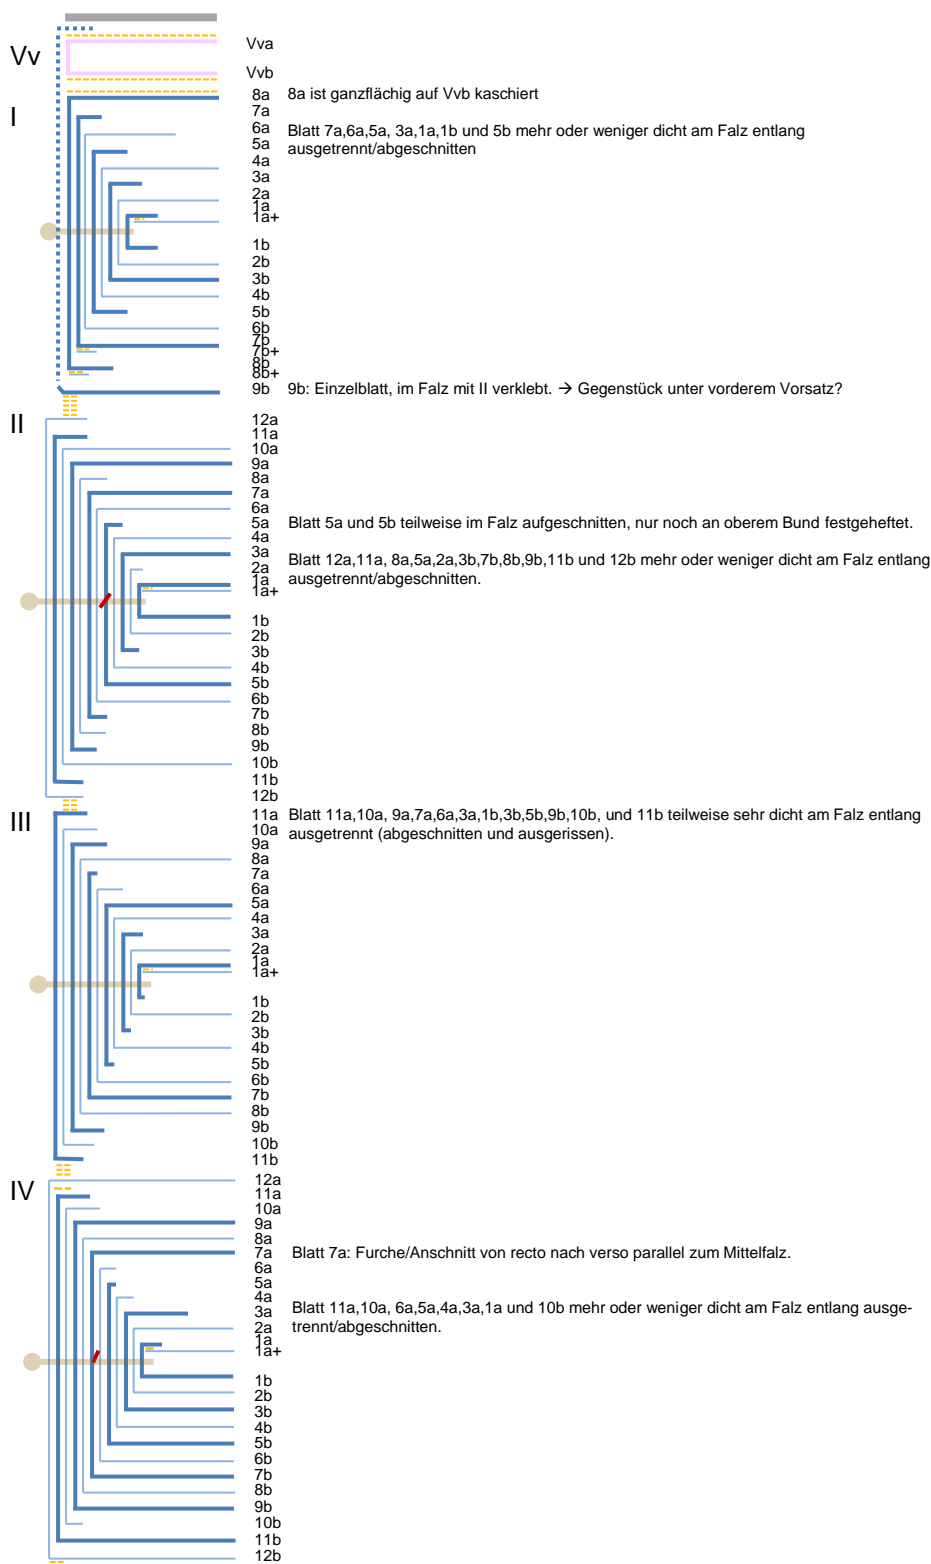 Vv
Vva
Vvb
I
8a 8a ist ganzflächig auf Vvb kaschiert
7a
6a Blatt 7a,6a,5a, 3a,1a,1b und 5b mehr oder weniger dicht am Falz entlang
5a ausgetrennt/abgeschnitten
4a
3a
2a
1a
1a+
1b
2b
3b
4b
5b
6b
7b
7b+
8b
8b+
9b 9b: Einzelblatt, im Falz mit II verklebt. → Gegenstück unter vorderem Vorsatz?
II
12a
11a
10a
9a
8a
7a
6a
5a Blatt 5a und 5b teilweise im Falz aufgeschnitten, nur noch an oberem Bund festgeheftet.
4a
3a Blatt 12a,11a, 8a,5a,2a,3b,7b,8b,9b,11b und 12b mehr oder weniger dicht am Falz entlang
2a ausgetrennt/abgeschnitten.
1a
1a+
1b
2b
3b
4b
5b
6b
7b
8b
9b
10b
11b
12b
III
11a Blatt 11a,10a, 9a,7a,6a,3a,1b,3b,5b,9b,10b, und 11b teilweise sehr dicht am Falz entlang
10a ausgetrennt (abgeschnitten und ausgerissen).
9a
8a
7a
6a
5a
4a
3a
2a
1a
1a+
1b
2b
3b
4b
5b
6b
7b
8b
9b
10b
11b
IV
12a
11a
10a
9a
8a
7a Blatt 7a: Furche/Anschnitt von recto nach verso parallel zum Mittelfalz.
6a
5a
4a
3a Blatt 11a,10a, 6a,5a,4a,3a,1a und 10b mehr oder weniger dicht am Falz entlang ausge-
2a trennt/abgeschnitten.
1a
1a+
1b
2b
3b
4b
5b
6b
7b
8b
9b
10b
11b
12b